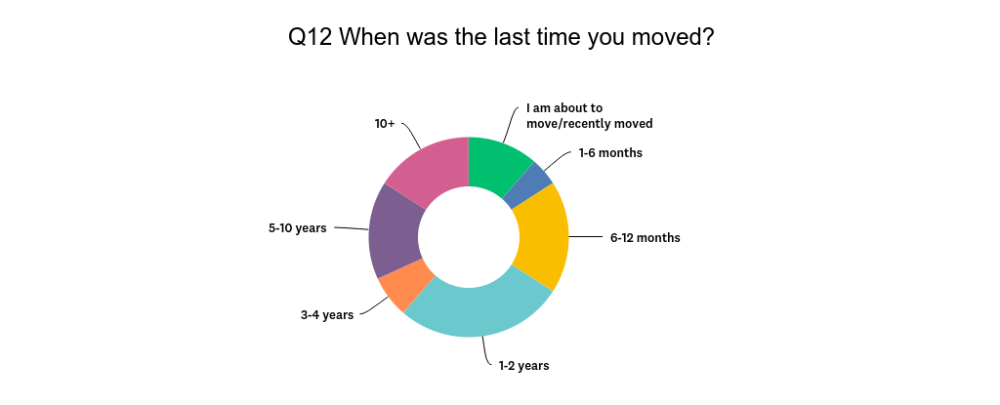 Q12 When was the last time you moved?
I am about to
move/recently moved
1-6 months
6-12 months
1-2 years
3-4 years
5-10 years
10+